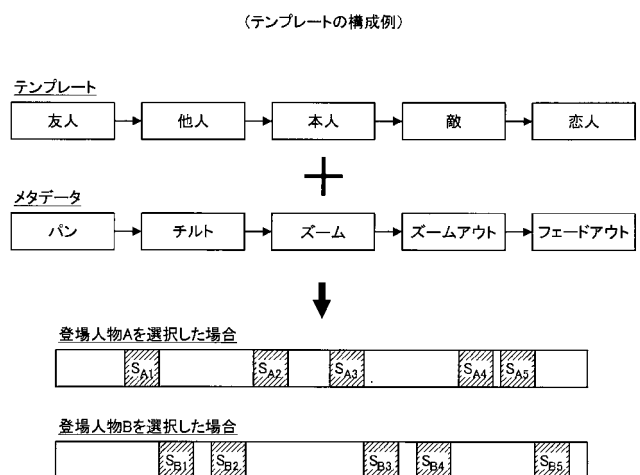 (テンプレートの構成例)
テンプレート
友人 他人 本人 敵 恋人
メタデータ
パン チルト ズーム ズームアウト フェードアウト
登場人物Aを選択した場合
SA1 SA2 SA3 SA4 SA5
登場人物Bを選択した場合
SB1 SB2 SB3 SB4 SB5